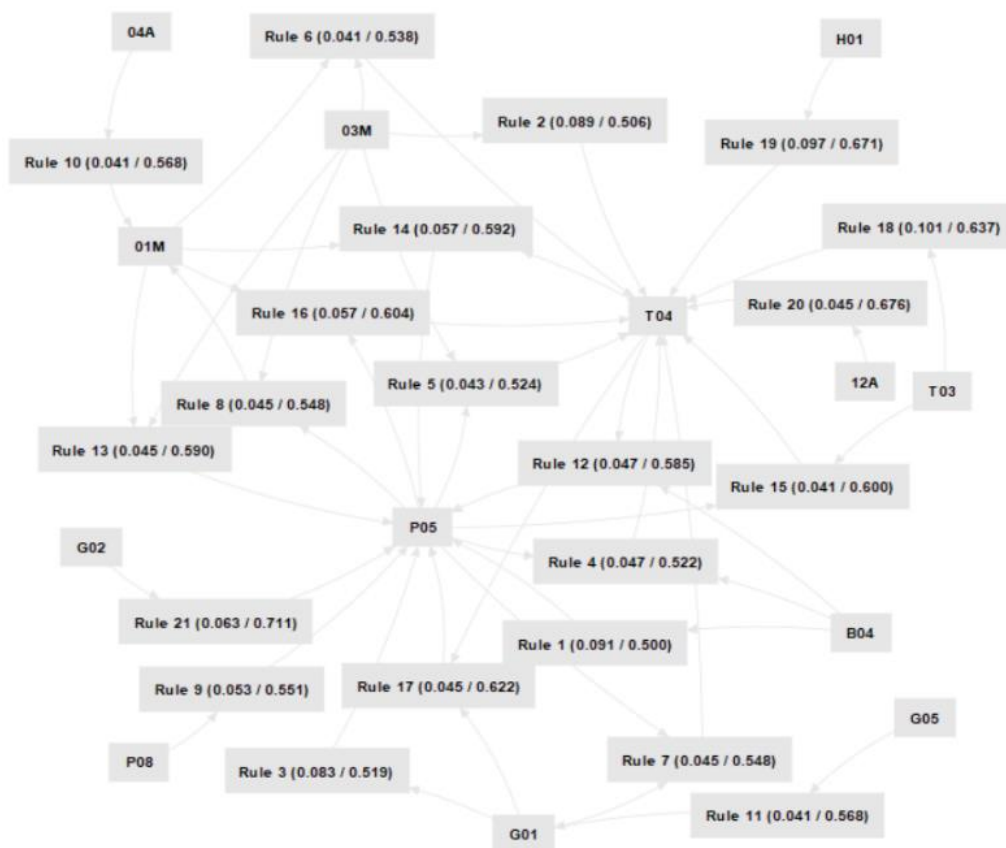 04A
Rule 6 (0.041 / 0.538)
H01
03M
Rule 2 (0.089 / 0.506)
Rule 19 (0.097 / 0.671)
Rule 10 (0.041 / 0.568)
Rule 14 (0.057 / 0.592)
Rule 18 (0.101 / 0.637)
01M
Rule 20 (0.045 / 0.676)
Rule 16 (0.057 / 0.604)
T04
Rule 5 (0.043 / 0.524)
12A
T03
Rule 8 (0.045 / 0.548)
Rule 13 (0.045 / 0.590)
Rule 12 (0.047 / 0.585)
Rule 15 (0.041 / 0.600)
P05
G02
Rule 4 (0.047 / 0.522)
Rule 21 (0.063 / 0.711)
B04
Rule 1 (0.091 / 0.500)
Rule 9 (0.053 / 0.551)
Rule 17 (0.045 / 0.622)
G05
P08
Rule 7 (0.045 / 0.548)
Rule 3 (0.083 / 0.519)
Rule 11 (0.041 / 0.568)
G01